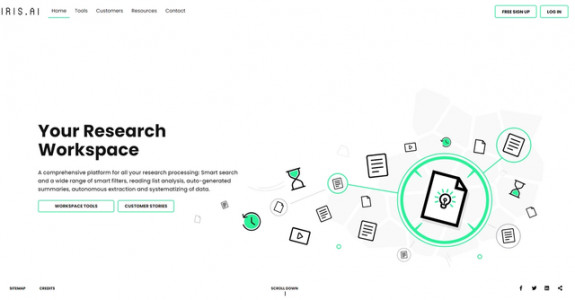 IRIS.AI
Home Tools Customers Resources Contact
FREE SIGN UP LOG IN
Your Research
Workspace
A comprehensive platform for all your research processing: Smart search
and a wide range of smart filters, reading list analysis, auto-generated
summaries, autonomous extraction and systematizing of data.
WORKSPACE TOOLS CUSTOMER STORIES
SITEMAP CREDITS SCROLL DOWN